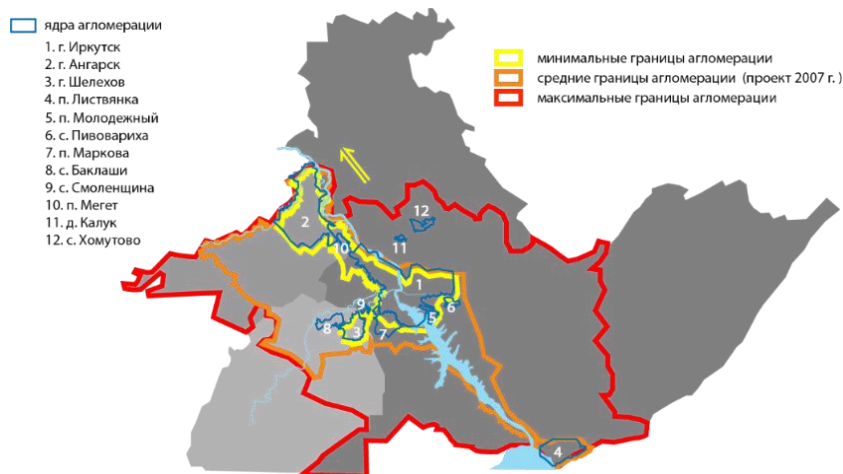 ядра агломерации
1. г. Иркутск
2. г. Ангарск
3. г. Шелехов
4. п. Листвянка
5. п. Молодежный
6. с. Пивовариха
7. п. Маркова
8. с. Баклаши
9. с. Смоленщина
10. п. Мегет
11. д. Калук
12. с. Хомутово
минимальные границы агломерации
средние границы агломерации (проект 2007 г. )
максимальные границы агломерации
12
2
11
10
1
9
6
5
8
3
7
4